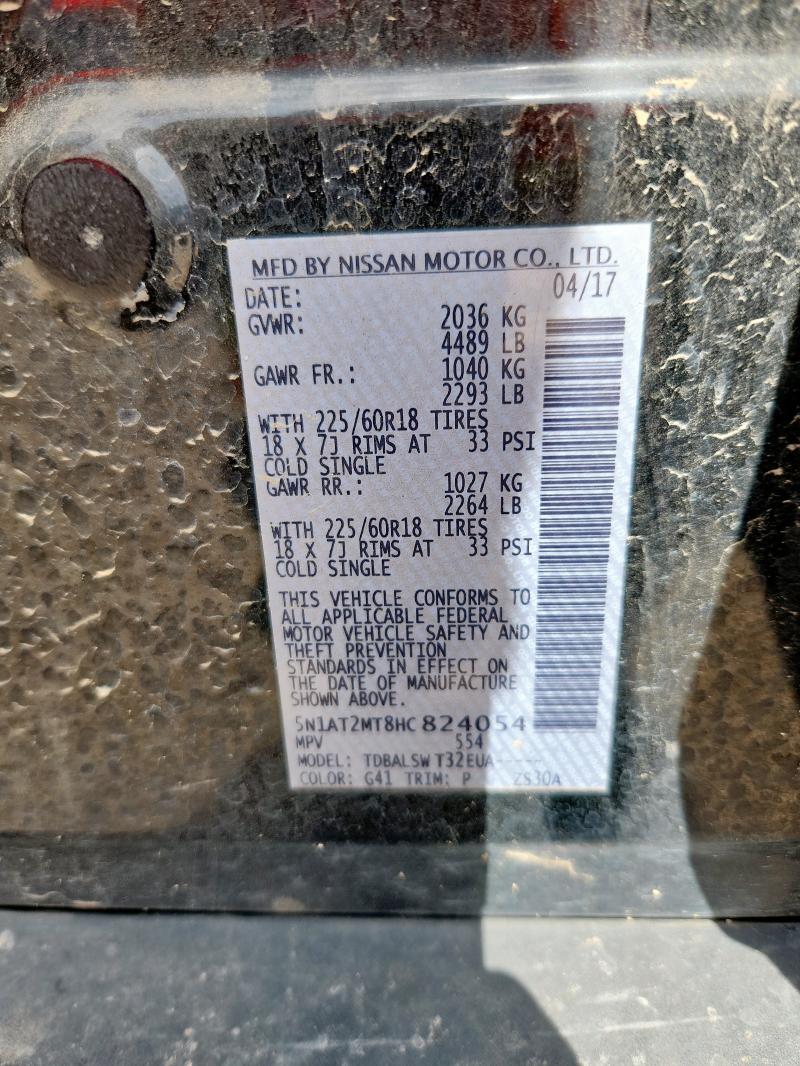 MFD BY NISSAN MOTOR CO., LTD.
DATE: 04/17
GVWR: 2036 KG
4489 LB
GAWR FR.: 1040 KG
2293 LB
WITH 225/60R18 TIRES
18 X 7J RIMS AT 33 PSI
COLD SINGLE
GAWR RR.: 1027 KG
2264 LB
WITH 225/60R18 TIRES
18 X 7J RIMS AT 33 PSI
COLD SINGLE
THIS VEHICLE CONFORMS TO
ALL APPLICABLE FEDERAL
MOTOR VEHICLE SAFETY AND
THEFT PREVENTION
STANDARDS IN EFFECT ON
THE DATE OF MANUFACTURE
SHOWN ABOVE.
5N1AT2MT8HC824054
MPV 554
MODEL: TDBALSW T32EUA-----
COLOR: G41 TRIM: P ZS30A